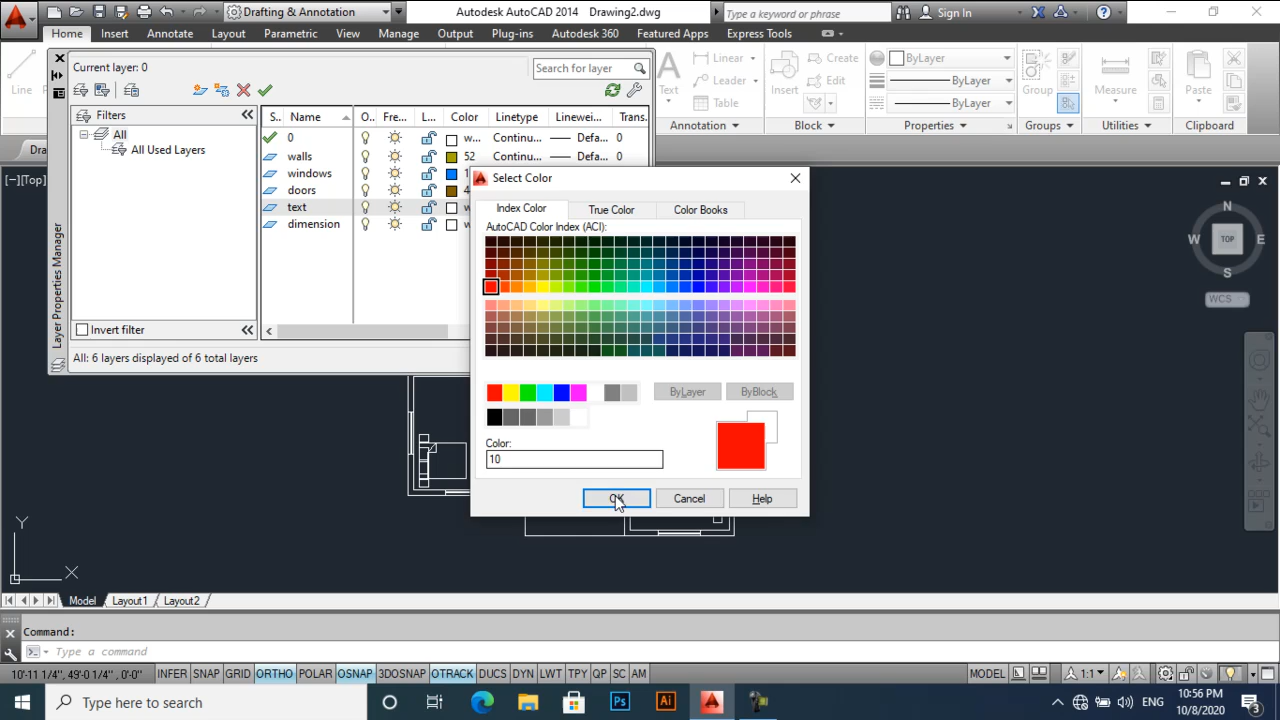 Drafting & Annotation
Autodesk AutoCAD 2014 Drawing2.dwg
Type a keyword or phrase
Sign In
Home Insert Annotate Layout Parametric View Manage Output Plug-ins Autodesk 360 Featured Apps Express Tools
Line
Current layer: 0
Search for layer
Text
Linear
Leader
Table
Annotation
Insert
Create
Edit
Block
ByLayer
ByLayer
ByLayer
Properties
Group
Groups
Measure
Utilities
Paste
Clipboard
Filters
All
All Used Layers
Invert filter
All: 6 layers displayed of 6 total layers
LAYER PROPERTIES MANAGER
S.. Name O.. Fre... L... Color Linetype Linewei... Trans.
0 w... Continu... Defa... 0
walls 52 Continu... Defa... 0
windows 1
doors 4
text w
dimension w
[-][Top]
Select Color
Index Color True Color Color Books
AutoCAD Color Index (ACI):
ByLayer ByBlock
Color:
10
OK Cancel Help
N
W TOP E
S
WCS
Y
X
Model Layout1 Layout2
Command:
Type a command
10'-11 1/4", 49'-0 1/4", 0'-0" INFER SNAP GRID ORTHO POLAR OSNAP 3DOSNAP OTRACK DUCS DYN LWT TPY QP SC AM MODEL 1:1
Type here to search
Ps
Ai
ENG
10:56 PM
10/8/2020
3